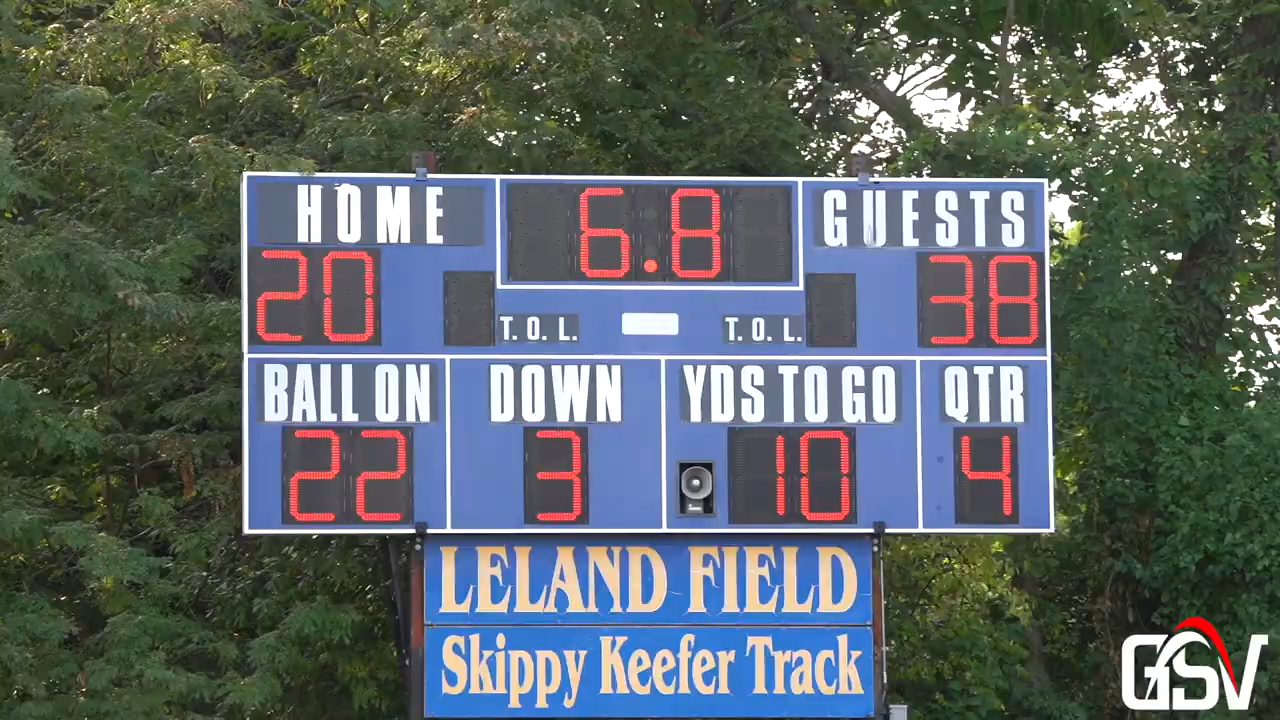 HOME 6.8 GUESTS
20 38
T.O.L. T.O.L.
BALL ON DOWN YDS TO GO QTR
22 3 10 4
LELAND FIELD
Skippy Keefer Track
GSV